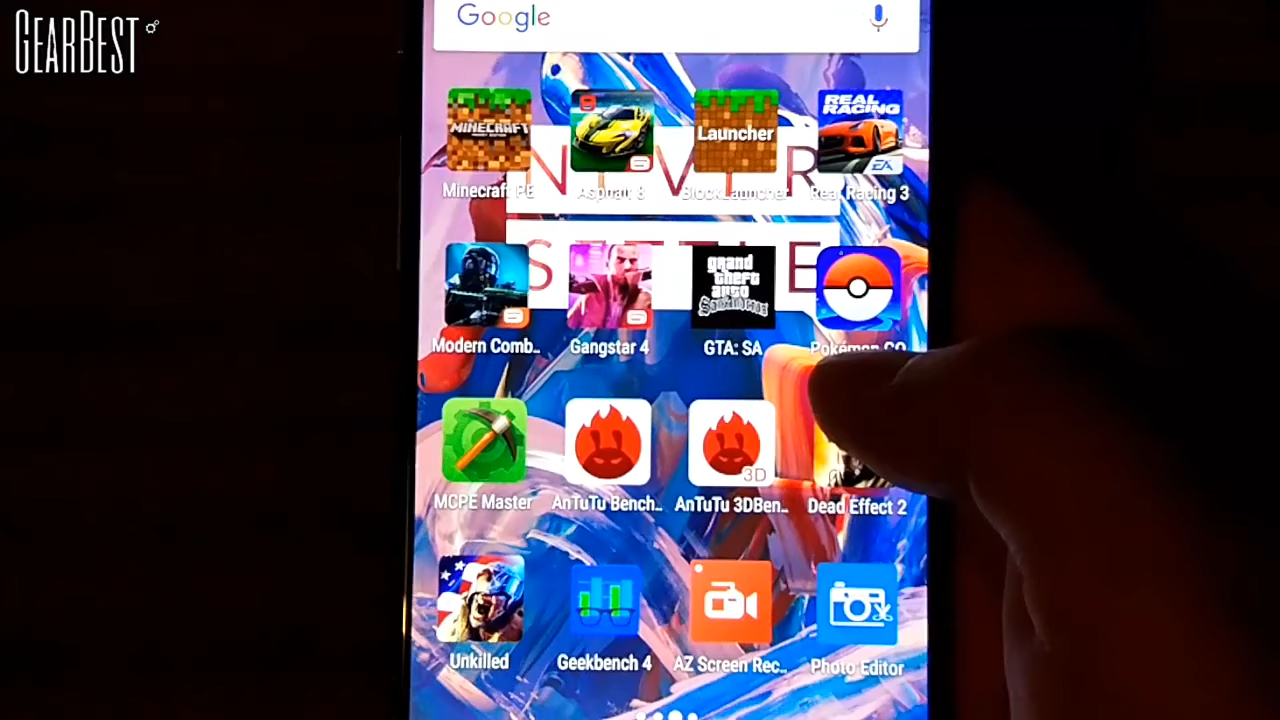 GEARBEST
Google
MINECRAFT
Launcher
REAL
RACING
EA
Minecraft PE
Asphalt 8
BlockLauncher
Real Racing 3
grand
theft
auto
San Andreas
Modern Comb..
Gangstar 4
GTA: SA
Pokémon GO
3D
MCPE Master
AnTuTu Bench..
AnTuTu 3DBen..
Dead Effect 2
Unkilled
Geekbench 4
AZ Screen Rec..
Photo Editor